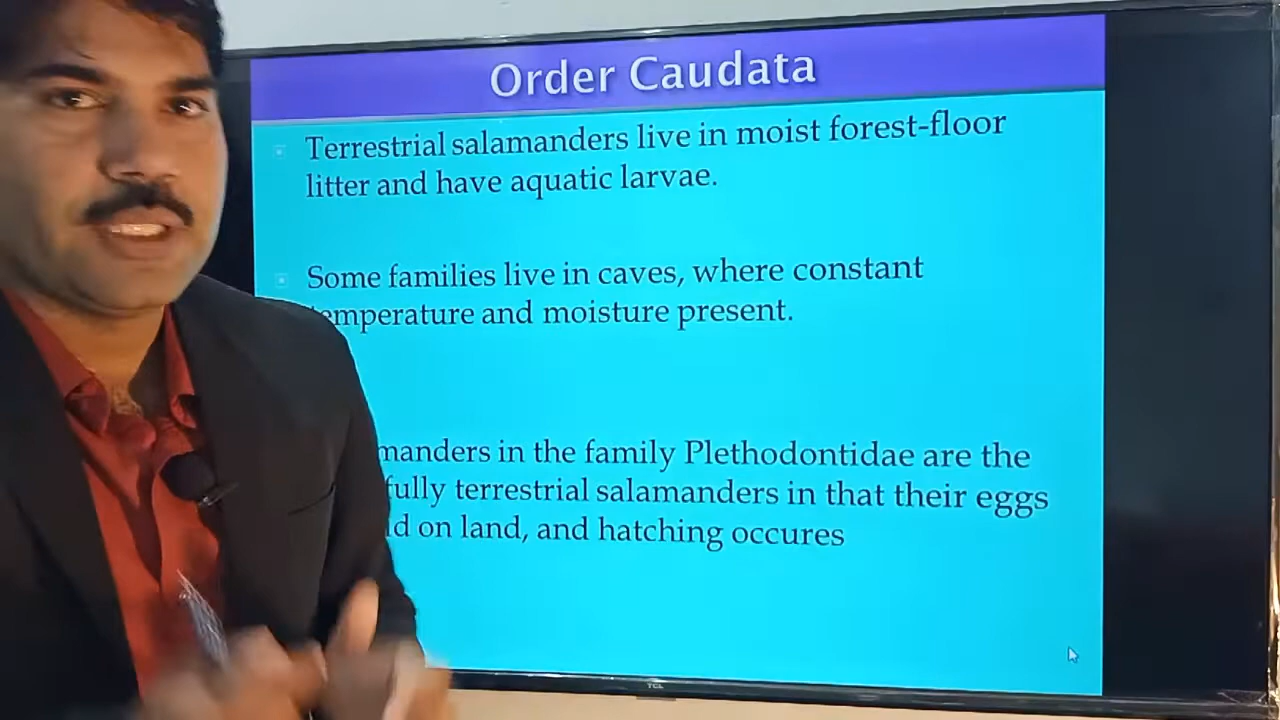 Order Caudata
Terrestrial salamanders live in moist forest-floor
litter and have aquatic larvae.
Some families live in caves, where constant
temperature and moisture present.
manders in the family Plethodontidae are the
fully terrestrial salamanders in that their eggs
d on land, and hatching occures
TCL